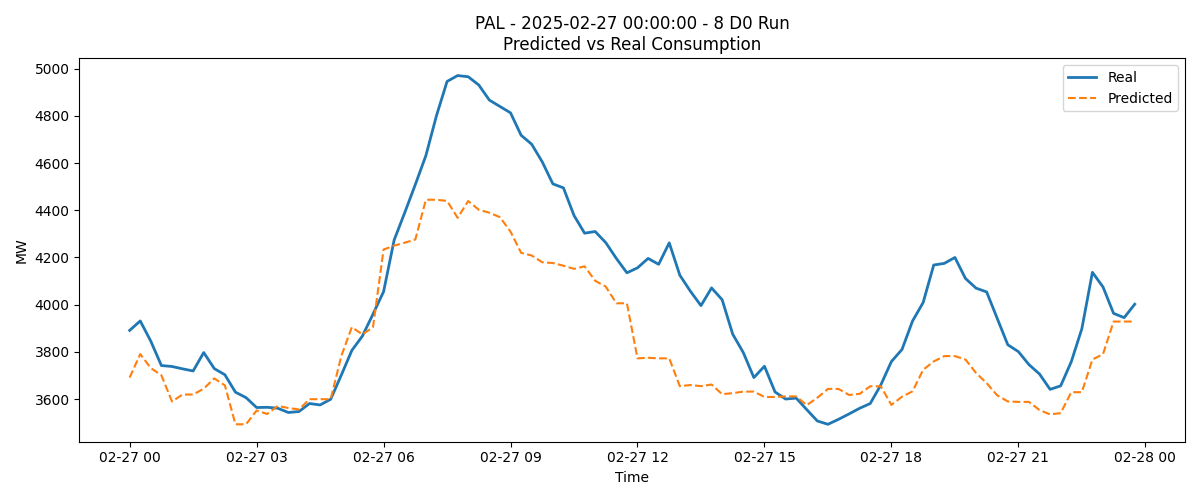 PAL - 2025-02-27 00:00:00 - 8 D0 Run
Predicted vs Real Consumption
Real
Predicted
MW
5000
4800
4600
4400
4200
4000
3800
3600
02-27 00
02-27 03
02-27 06
02-27 09
02-27 12
02-27 15
02-27 18
02-27 21
02-28 00
Time